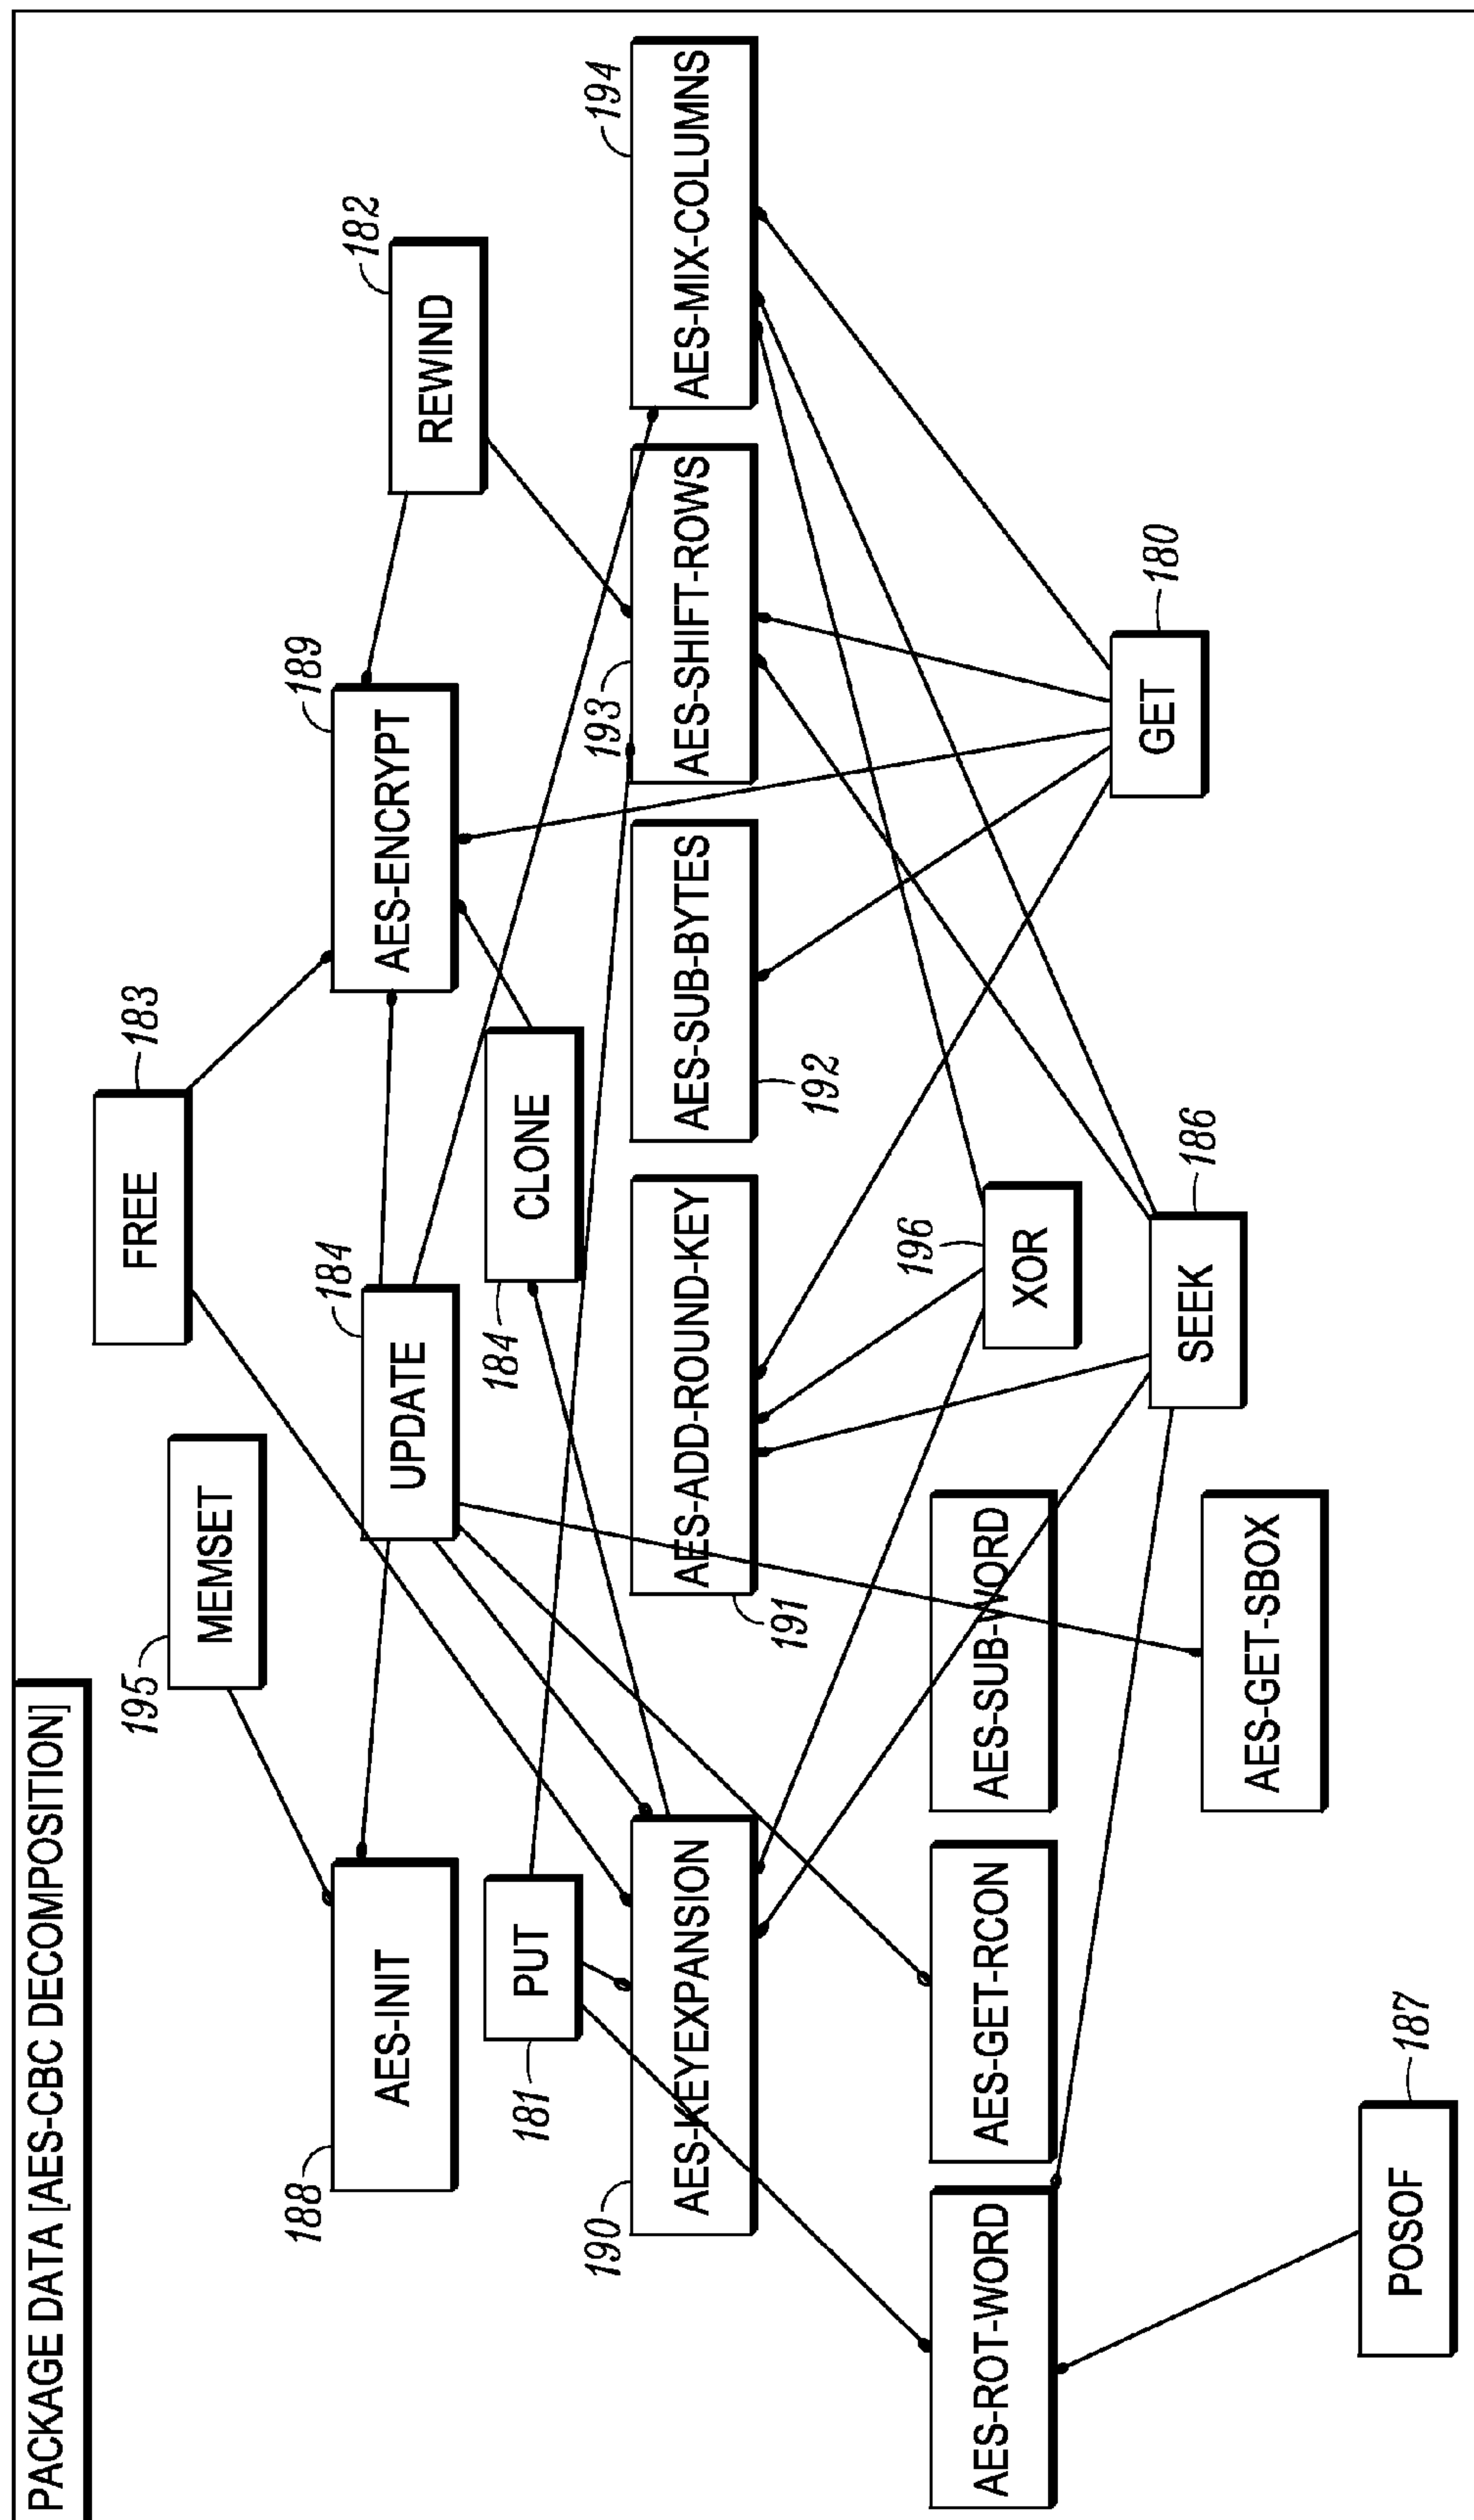 PACKAGE DATA [AES-CBC DECOMPOSITION]
FREE
183
MEMSET
195
UPDATE
184
REWIND
182
AES-INIT
188
AES-ENCRYPT
189
PUT
181
CLONE
184
AES-KEYEXPANSION
190
AES-ADD-ROUND-KEY
191
AES-SUB-BYTES
192
AES-SHIFT-ROWS
193
AES-MIX-COLUMNS
194
AES-ROT-WORD
AES-GET-RCON
AES-SUB-WORD
XOR
196
GET
180
SEEK
186
AES-GET-SBOX
POSOF
187